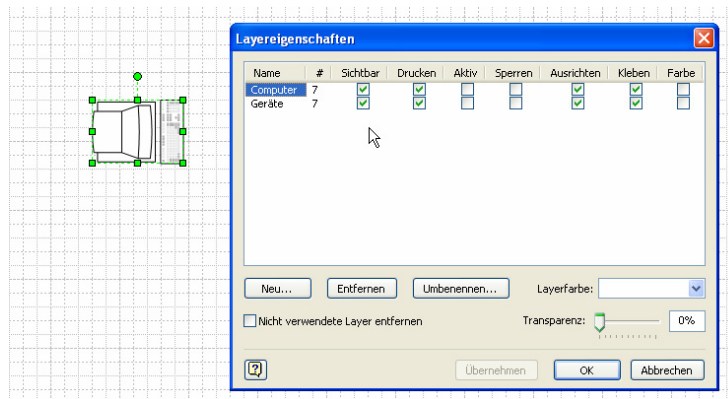 Layereigenschaften
Name # Sichtbar Drucken Aktiv Sperren Ausrichten Kleben Farbe
Computer 7
Geräte 7
Neu... Entfernen Umbenennen... Layerfarbe:
Nicht verwendete Layer entfernen Transparenz: 0%
Übernehmen OK Abbrechen